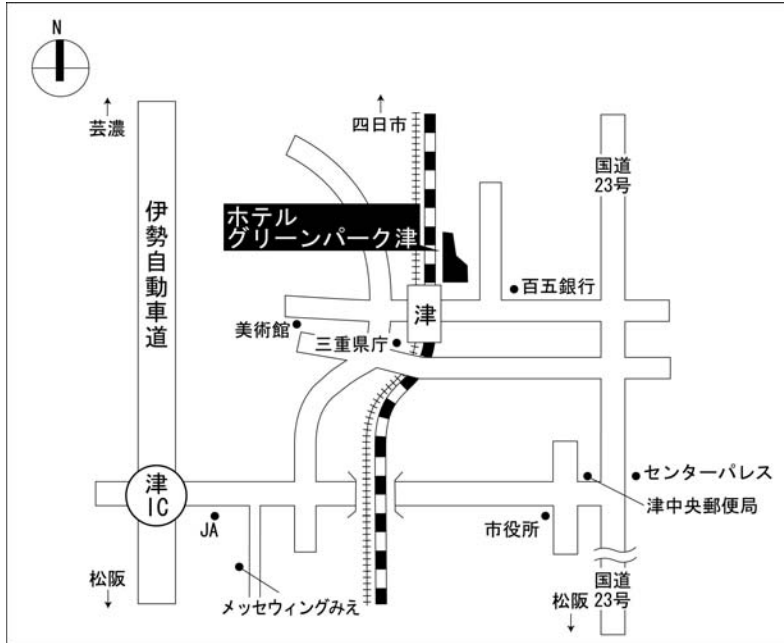 N
芸濃
四日市
国道
23号
伊勢自動車道
ホテル
グリーンパーク津
百五銀行
津
美術館
三重県庁
津
IC
センターパレス
津中央郵便局
JA
市役所
松阪
メッセウィングみえ
国道
23号
松阪